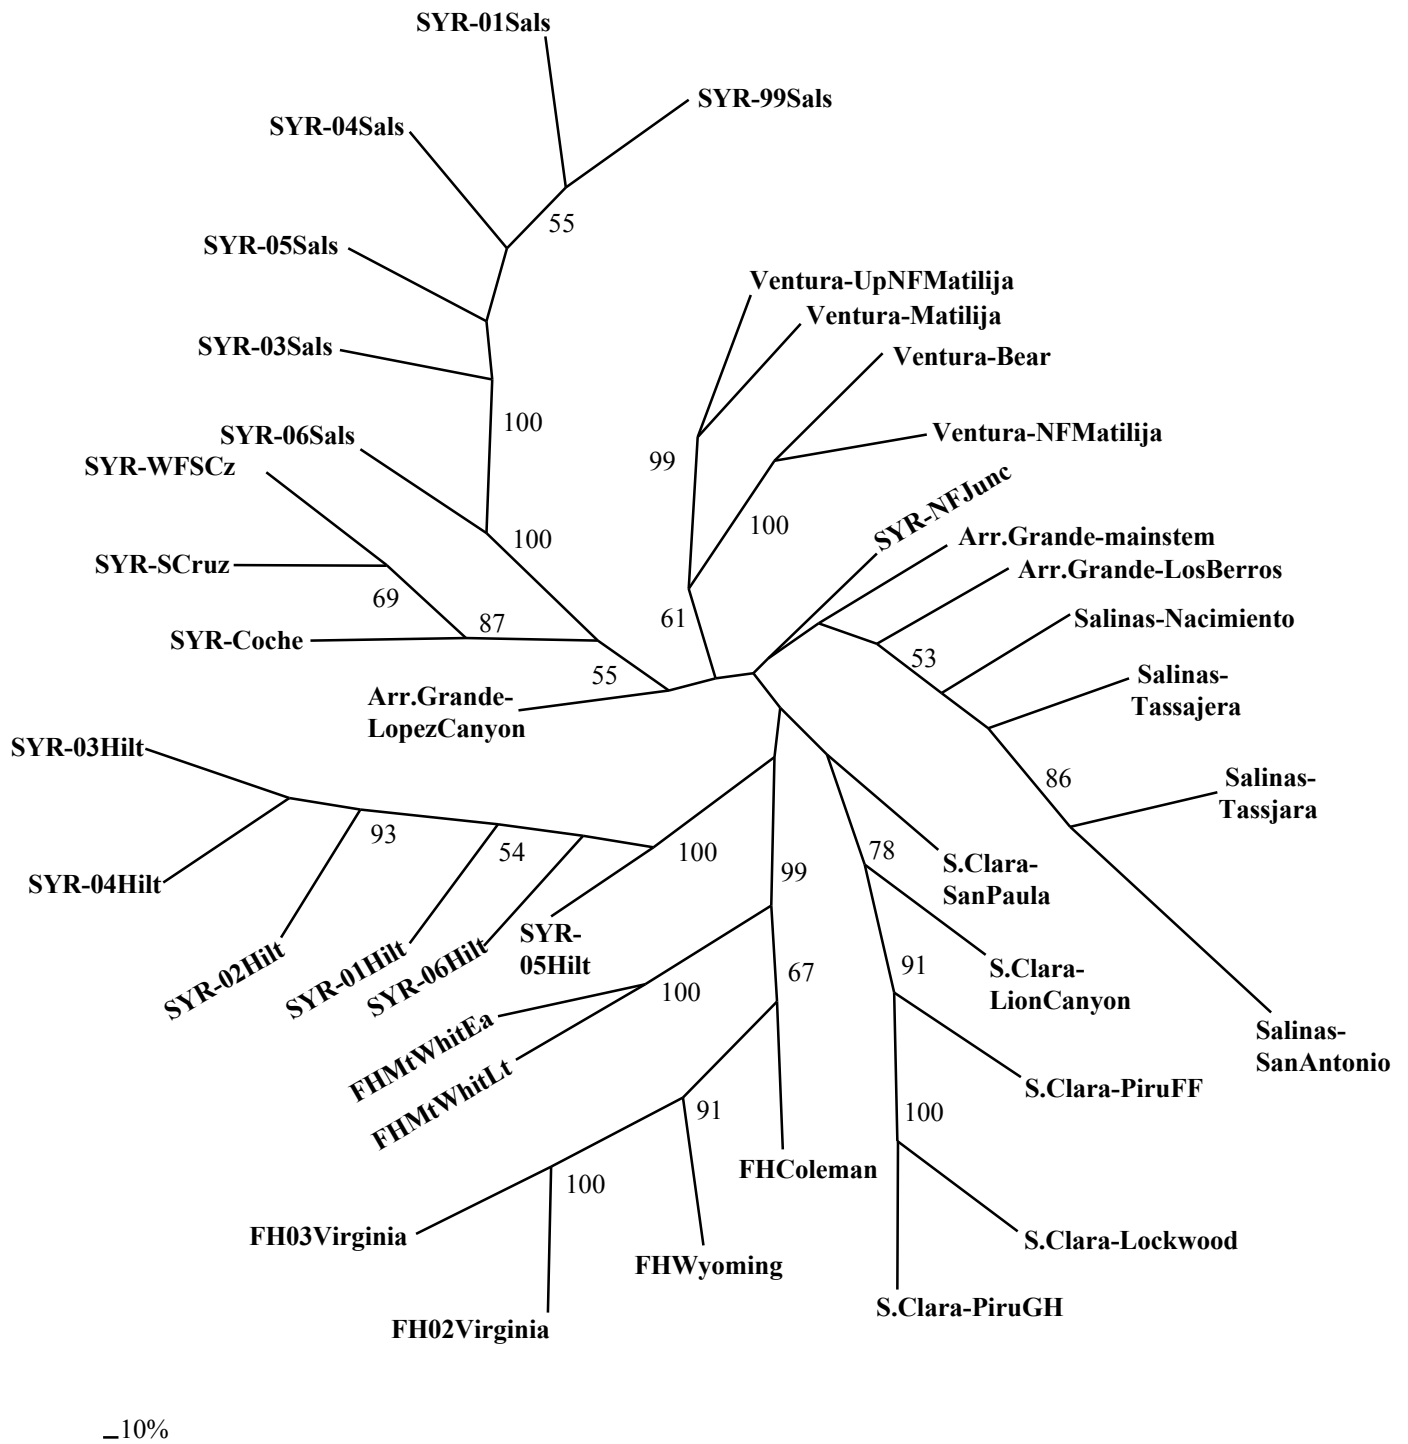 SYR-01Sals
SYR-99Sals
SYR-04Sals
55
SYR-05Sals
Ventura-UpNFMatilija
Ventura-Matilija
SYR-03Sals
Ventura-Bear
100
SYR-06Sals
Ventura-NFMatilija
99
SYR-WFSCz
SYR-NFJunc
100
100
Arr.Grande-mainstem
SYR-SCruz
Arr.Grande-LosBerros
69
61
Salinas-Nacimiento
87
SYR-Coche
53
55
Salinas-
Tassajera
Arr.Grande-
LopezCanyon
SYR-03Hilt
86
Salinas-
Tassjara
93
54
100
78
S.Clara-
SanPaula
99
SYR-04Hilt
SYR-02Hilt
SYR-01Hilt
SYR-06Hilt
SYR-
05Hilt
67
91
S.Clara-
LionCanyon
100
Salinas-
SanAntonio
FHMtWhitEa
FHMtWhitLt
S.Clara-PiruFF
91
100
FHColeman
100
FH03Virginia
S.Clara-Lockwood
FHWyoming
S.Clara-PiruGH
FH02Virginia
10%